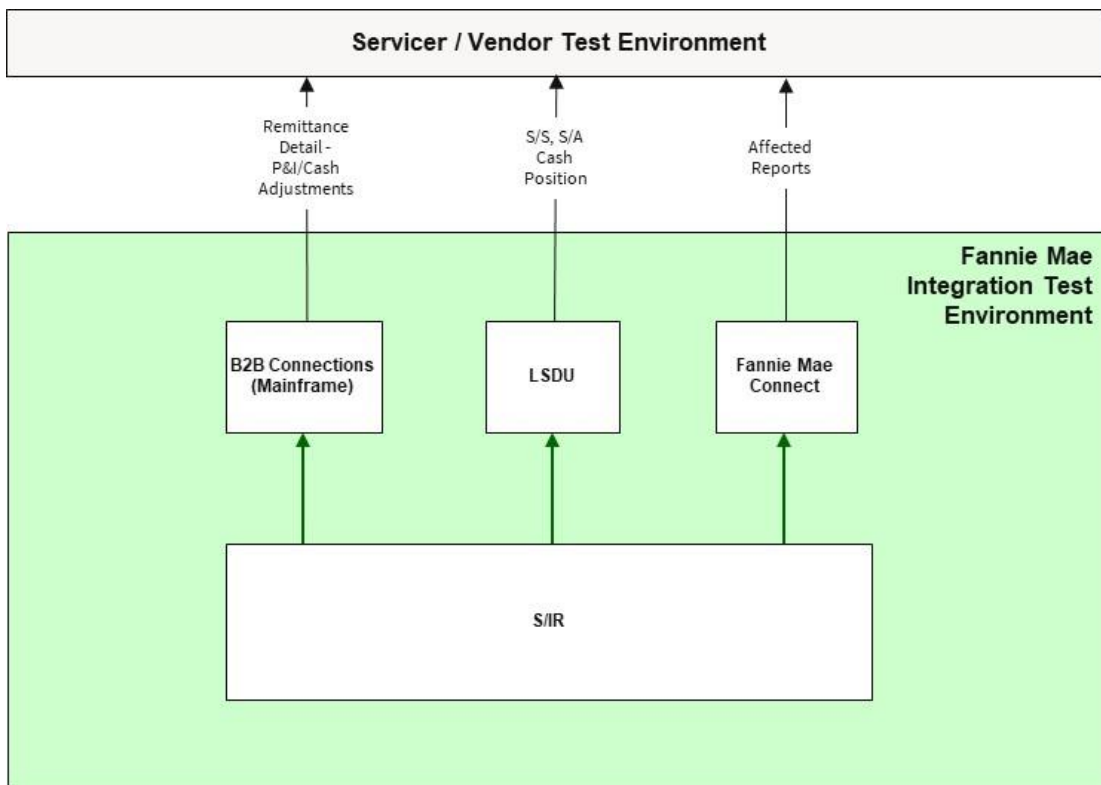 Servicer / Vendor Test Environment
Remittance
Detail -
P&I/Cash
Adjustments
S/S, S/A
Cash
Position
Affected
Reports
Fannie Mae
Integration Test
Environment
B2B Connections
(Mainframe)
LSDU
Fannie Mae
Connect
S/IR